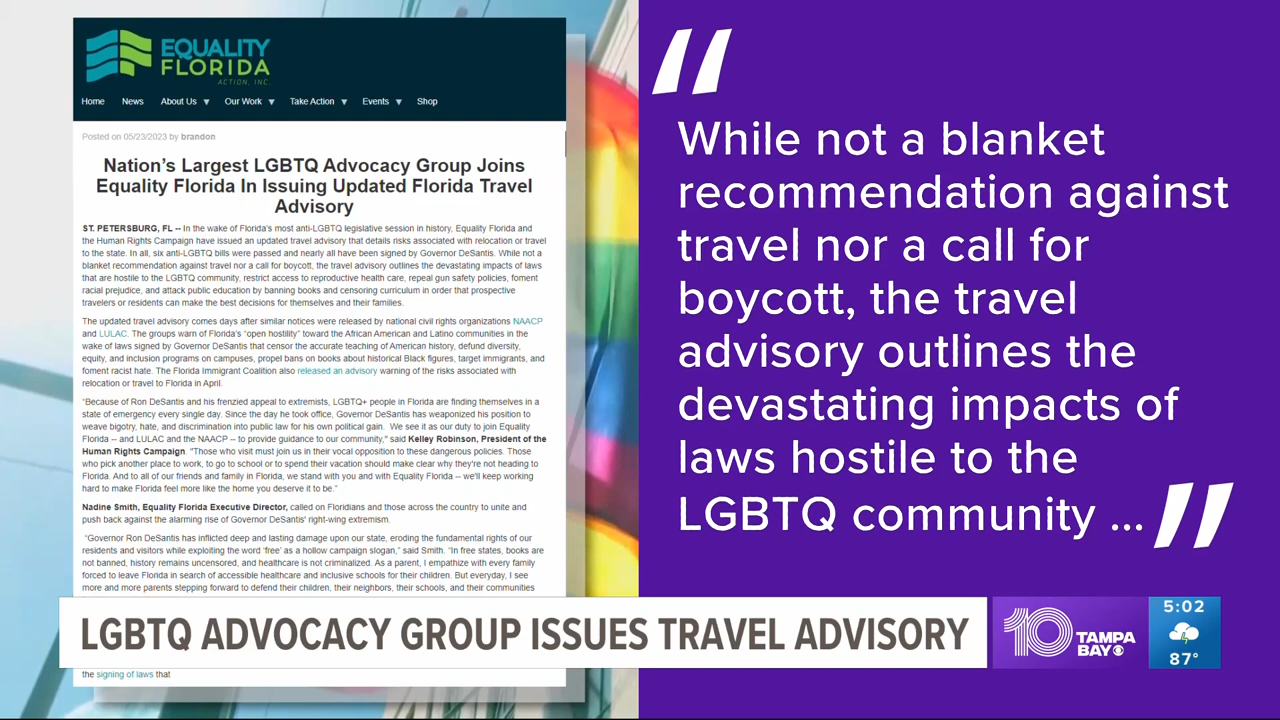 EQUALITY
FLORIDA
ACTION, INC.
Home News About Us ▼ Our Work ▼ Take Action ▼ Events ▼ Shop
Posted on 05/23/2023 by brandon
Nation's Largest LGBTQ Advocacy Group Joins
Equality Florida In Issuing Updated Florida Travel
Advisory
ST. PETERSBURG, FL -- In the wake of Florida's most anti-LGBTQ legislative session in history, Equality Florida and
the Human Rights Campaign have issued an updated travel advisory that details risks associated with relocation or travel
to the state. In all, six anti-LGBTQ bills were passed and nearly all have been signed by Governor DeSantis. While not a
blanket recommendation against travel nor a call for boycott, the travel advisory outlines the devastating impacts of laws
that are hostile to the LGBTQ community, restrict access to reproductive health care, repeal gun safety policies, foment
racial prejudice, and attack public education by banning books and censoring curriculum in order that prospective
travelers or residents can make the best decisions for themselves and their families.
The updated travel advisory comes days after similar notices were released by national civil rights organizations NAACP
and LULAC. The groups warn of Florida's "open hostility" toward the African American and Latino communities in the
wake of laws signed by Governor DeSantis that censor the accurate teaching of American history, defund diversity,
equity, and inclusion programs on campuses, propel bans on books about historical Black figures, target immigrants, and
foment racist hate. The Florida Immigrant Coalition also released an advisory warning of the risks associated with
relocation or travel to Florida in April.
"Because of Ron DeSantis and his frenzied appeal to extremists, LGBTQ+ people in Florida are finding themselves in a
state of emergency every single day. Since the day he took office, Governor DeSantis has weaponized his position to
weave bigotry, hate, and discrimination into public law for his own political gain. We see it as our duty to join Equality
Florida -- and LULAC and the NAACP -- to provide guidance to our community," said Kelley Robinson, President of the
Human Rights Campaign. "Those who visit must join us in their vocal opposition to these dangerous policies. Those
who pick another place to work, to go to school or to spend their vacation should make clear why they're not heading to
Florida. And to all of our friends and family in Florida, we stand with you and with Equality Florida -- we'll keep working
hard to make Florida feel more like the home you deserve it to be."
Nadine Smith, Equality Florida Executive Director, called on Floridians and those across the country to unite and
push back against the alarming rise of Governor DeSantis' right-wing extremism.
"Governor Ron DeSantis has inflicted deep and lasting damage upon our state, eroding the fundamental rights of our
residents and visitors while exploiting the word 'free' as a hollow campaign slogan," said Smith. "In free states, books are
not banned, history remains uncensored, and healthcare is not criminalized. As a parent, I empathize with every family
forced to leave Florida in search of accessible healthcare and inclusive schools for their children. But everyday, I see
more and more parents stepping forward to defend their children, their neighbors, their schools, and their communities
the signing of laws that
"
While not a blanket
recommendation against
travel nor a call for
boycott, the travel
advisory outlines the
devastating impacts of
laws hostile to the
LGBTQ community ... "
LGBTQ ADVOCACY GROUP ISSUES TRAVEL ADVISORY
10 TAMPA
BAY
5:02
87°